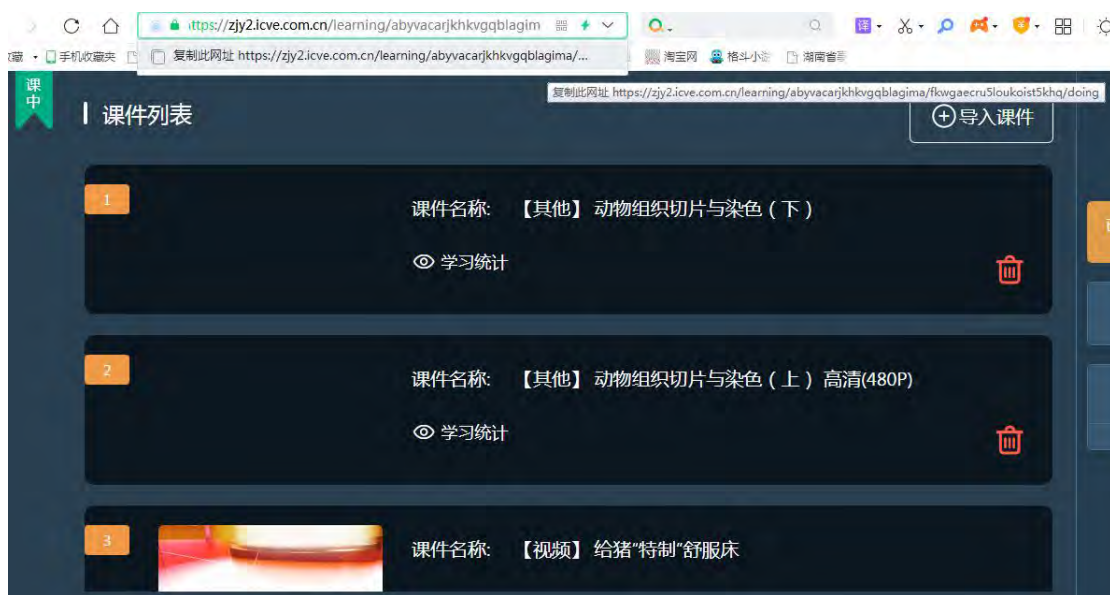 ttps://zjy2.icve.com.cn/learning/abyvacarjkhkvgqblagim
复制此网址 https://zjy2.icve.com.cn/learning/abyvacarjkhkvgqblagima/...
译
藏 手机收藏夹 淘宝网 格斗小游 湖南省
复制此网址 https://zjy2.icve.com.cn/learning/abyvacarjkhkvgqblagima/fkwgaecru5loukoist5khq/doing
课中
课件列表
导入课件
1
课件名称: 【其他】 动物组织切片与染色（下）
学习统计
2
课件名称: 【其他】 动物组织切片与染色（上）高清(480P)
学习统计
3
课件名称: 【视频】 给猪“特制”舒服床